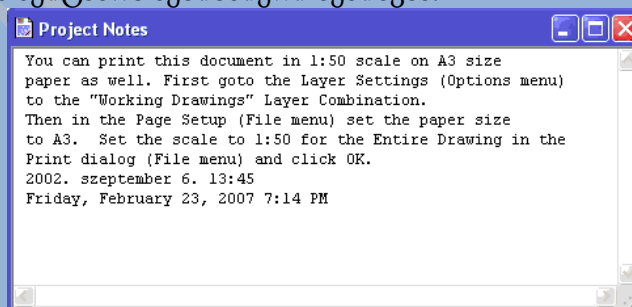 Project Notes
You can print this document in 1:50 scale on A3 size
paper as well. First goto the Layer Settings (Options menu)
to the "Working Drawings" Layer Combination.
Then in the Page Setup (File menu) set the paper size
to A3.  Set the scale to 1:50 for the Entire Drawing in the
Print dialog (File menu) and click OK.
2002. szeptember 6. 13:45
Friday, February 23, 2007 7:14 PM